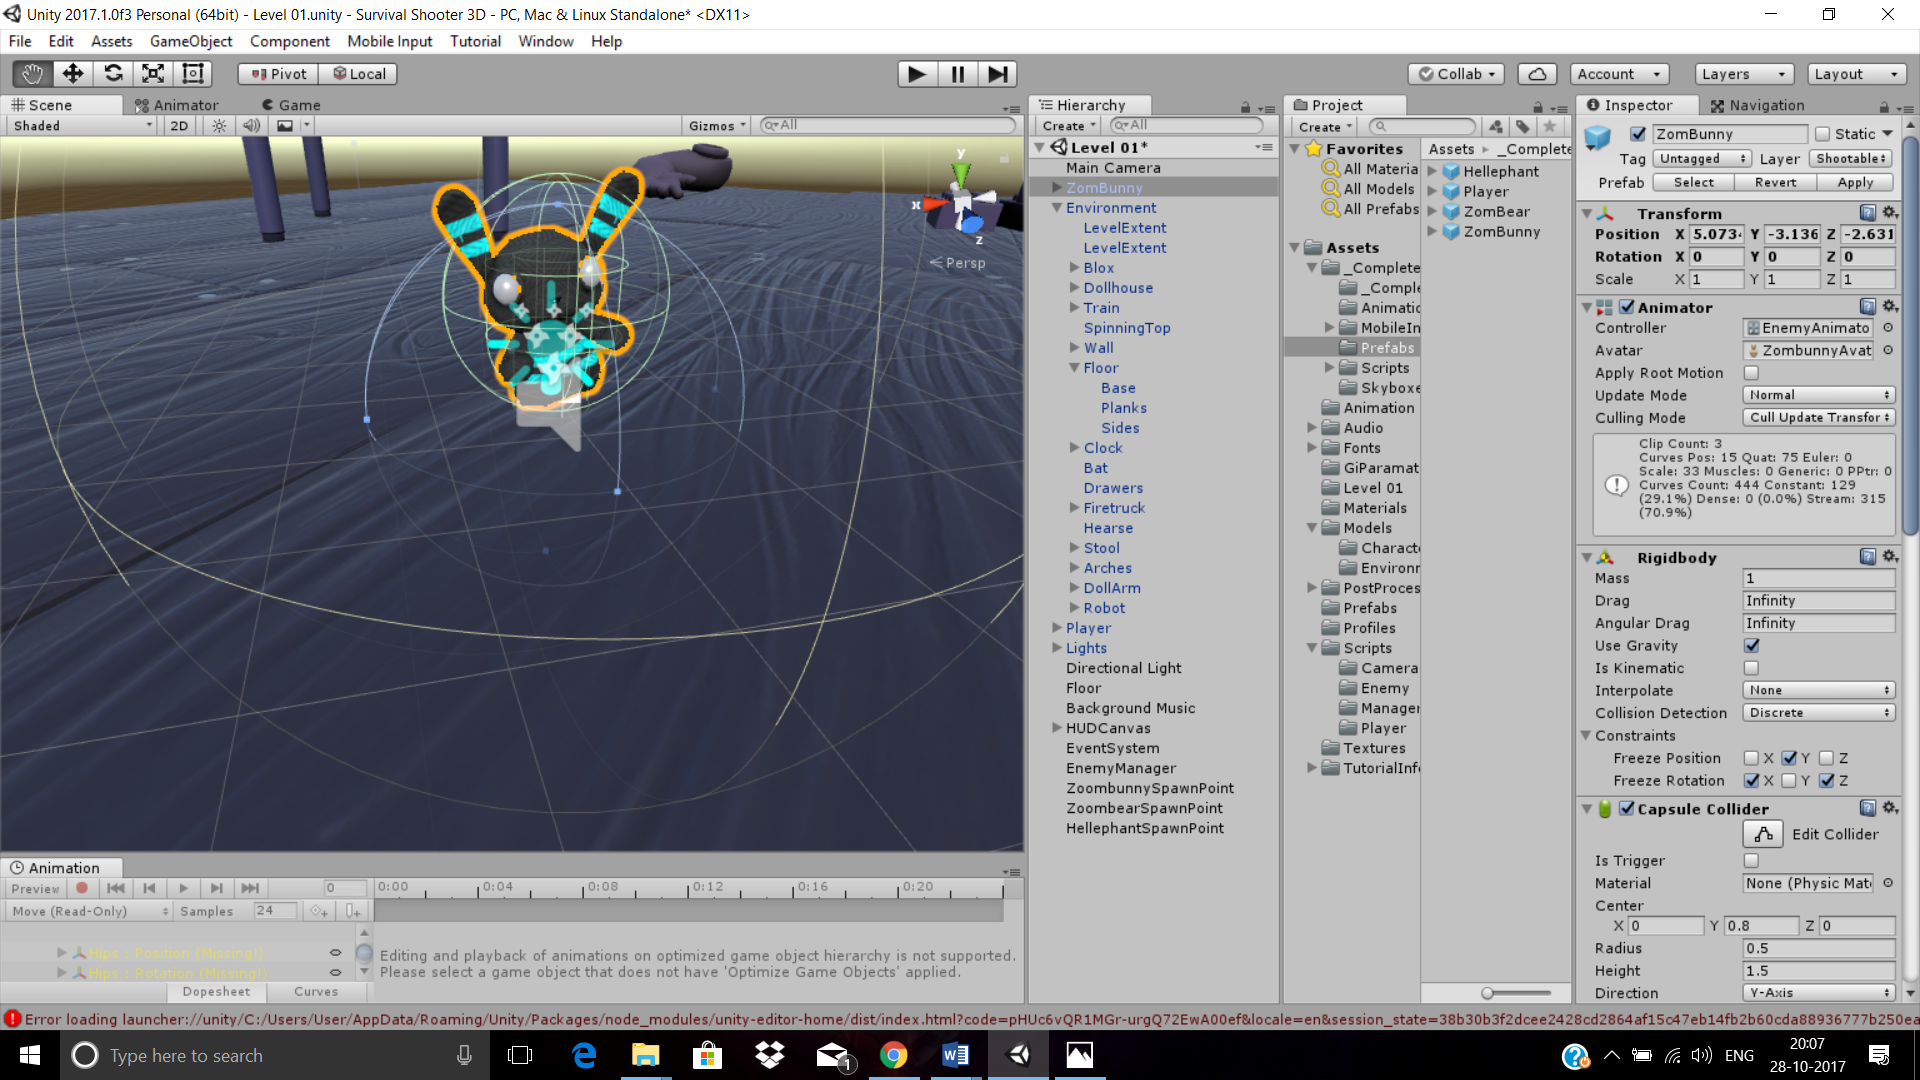 Unity 2017.1.0f3 Personal (64bit) - Level 01.unity - Survival Shooter 3D - PC, Mac & Linux Standalone* <DX11>
File Edit Assets GameObject Component Mobile Input Tutorial Window Help
Pivot Local
Collab Account Layers Layout
Scene Animator Game
Shaded 2D Gizmos All
y
x
z
Persp
Animation
Preview 0 0:00 0:04 0:08 0:12 0:16 0:20
Move (Read-Only) Samples 24
Hips : Position (Missing!)
Hips : Rotation (Missing!)
Editing and playback of animations on optimized game object hierarchy is not supported.
Please select a game object that does not have 'Optimize Game Objects' applied.
Dopesheet Curves
Hierarchy
Create All
Level 01*
Main Camera
ZomBunny
Environment
LevelExtent
LevelExtent
Blox
Dollhouse
Train
SpinningTop
Wall
Floor
Base
Planks
Sides
Clock
Bat
Drawers
Firetruck
Hearse
Stool
Arches
DollArm
Robot
Player
Lights
Directional Light
Floor
Background Music
HUDCanvas
EventSystem
EnemyManager
ZoombunnySpawnPoint
ZoombearSpawnPoint
HellephantSpawnPoint
Project
Create
Favorites
All Materia
All Models
All Prefabs
Assets
_Complete
_Comple
Animatic
MobileIn
Prefabs
Scripts
Skyboxe
Animation
Audio
Fonts
GiParamat
Level 01
Materials
Models
Charact
Environr
PostProces
Prefabs
Profiles
Scripts
Camera
Enemy
Manager
Player
Textures
TutorialInfo
Assets _Complete
Hellephant
Player
ZomBear
ZomBunny
Inspector Navigation
ZomBunny Static
Tag Untagged Layer Shootable
Prefab Select Revert Apply
Transform
Position X 5.073 Y -3.136 Z -2.631
Rotation X 0 Y 0 Z 0
Scale X 1 Y 1 Z 1
Animator
Controller EnemyAnimato
Avatar ZombunnyAvat
Apply Root Motion
Update Mode Normal
Culling Mode Cull Update Transfor
Clip Count: 3
Curves Pos: 15 Quat: 75 Euler: 0
Scale: 33 Muscles: 0 Generic: 0 PPtr: 0
Curves Count: 444 Constant: 129
(29.1%) Dense: 0 (0.0%) Stream: 315
(70.9%)
Rigidbody
Mass 1
Drag Infinity
Angular Drag Infinity
Use Gravity
Is Kinematic
Interpolate None
Collision Detection Discrete
Constraints
Freeze Position X Y Z
Freeze Rotation X Y Z
Capsule Collider
Edit Collider
Is Trigger
Material None (Physic Mate
Center
X 0 Y 0.8 Z 0
Radius 0.5
Height 1.5
Direction Y-Axis
Error loading launcher://unity/C:/Users/User/AppData/Roaming/Unity/Packages/node_modules/unity-editor-home/dist/index.html?code=pHUc6vQR1MGr-urgQ72EwA00ef&locale=en&session_state=38b30b3f2dcee2428cd2864af15c47eb14fb2b60cda88936777b250ea
Type here to search 1 ENG 20:07
28-10-2017